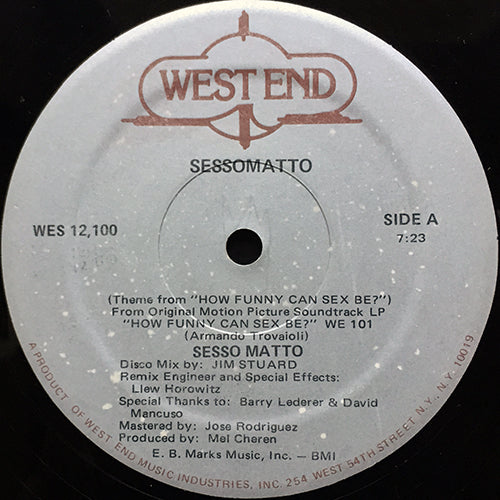 WEST END
SESSOMATTO
WES 12,100
SIDE A
7:23
(Theme from "HOW FUNNY CAN SEX BE?")
From Original Motion Picture Soundtrack LP
"HOW FUNNY CAN SEX BE?" WE 101
(Armando Trovaioli)
SESSO MATTO
Disco Mix by: JIM STUARD
Remix Engineer and Special Effects:
Llew Horowitz
Special Thanks to: Barry Lederer & David
Mancuso
Mastered by: Jose Rodriguez
Produced by: Mel Cheren
E. B. Marks Music, Inc. – BMI
A PRODUCT OF WEST END MUSIC INDUSTRIES, INC. 254 WEST 54TH STREET N.Y., N.Y. 10019